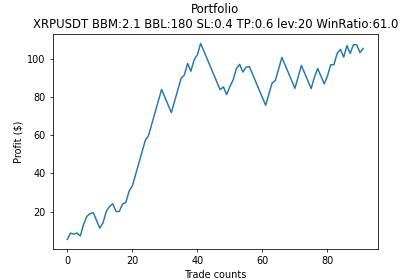 Portfolio
XRPUSDT BBM:2.1 BBL:180 SL:0.4 TP:0.6 lev:20 WinRatio:61.0
Profit ($)
100
80
60
40
20
0 20 40 60 80
Trade counts